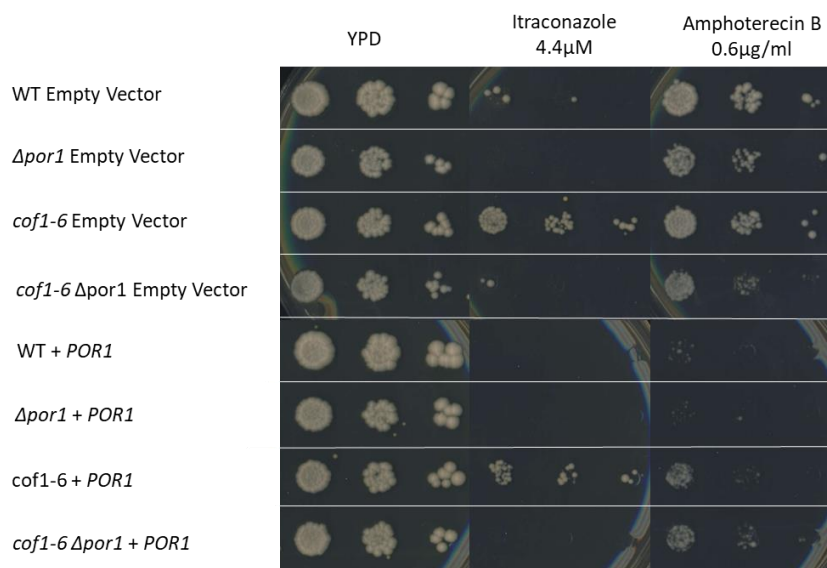 YPD
Itraconazole
4.4µM
Amphoterecin B
0.6µg/ml
WT Empty Vector
Δpor1 Empty Vector
cof1-6 Empty Vector
cof1-6 Δpor1 Empty Vector
WT + POR1
Δpor1 + POR1
cof1-6 + POR1
cof1-6 Δpor1 + POR1